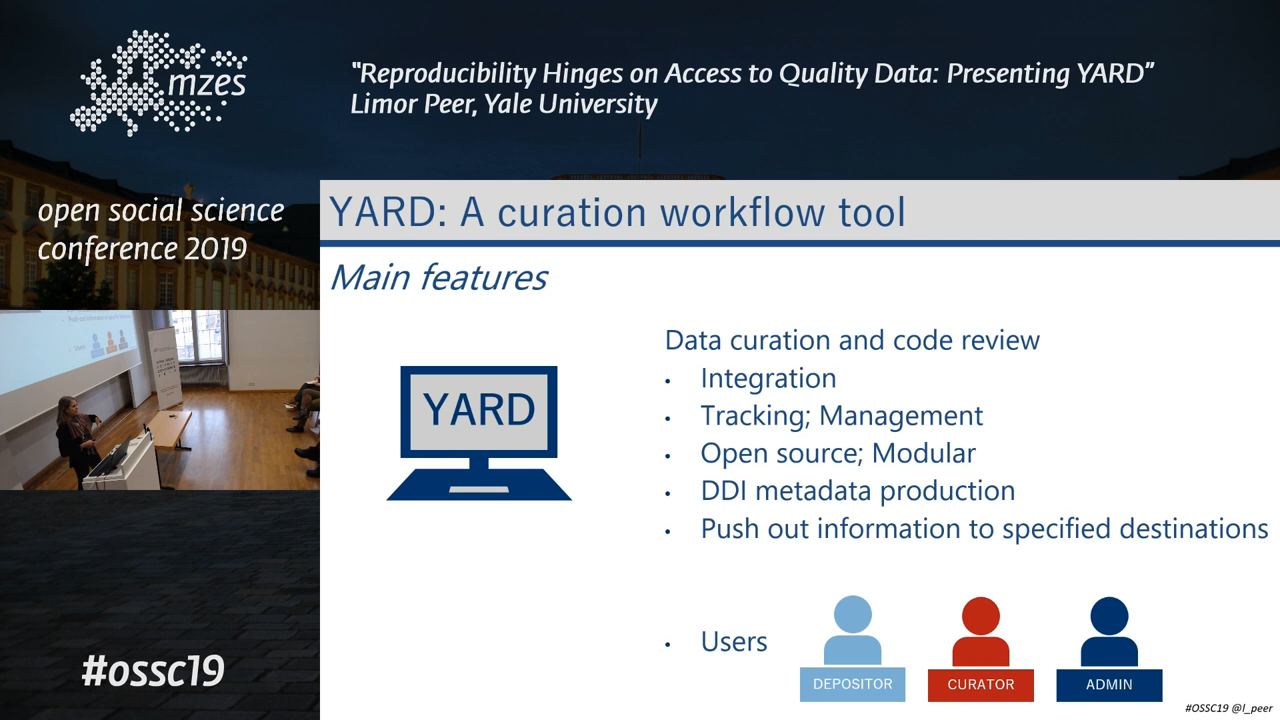 mzes
“Reproducibility Hinges on Access to Quality Data: Presenting YARD”
Limor Peer, Yale University
open social science
conference 2019
YARD: A curation workflow tool
Main features
YARD
Data curation and code review
• Integration
• Tracking; Management
• Open source; Modular
• DDI metadata production
• Push out information to specified destinations
• Users
DEPOSITOR
CURATOR
ADMIN
#ossc19
#OSSC19 @l_peer